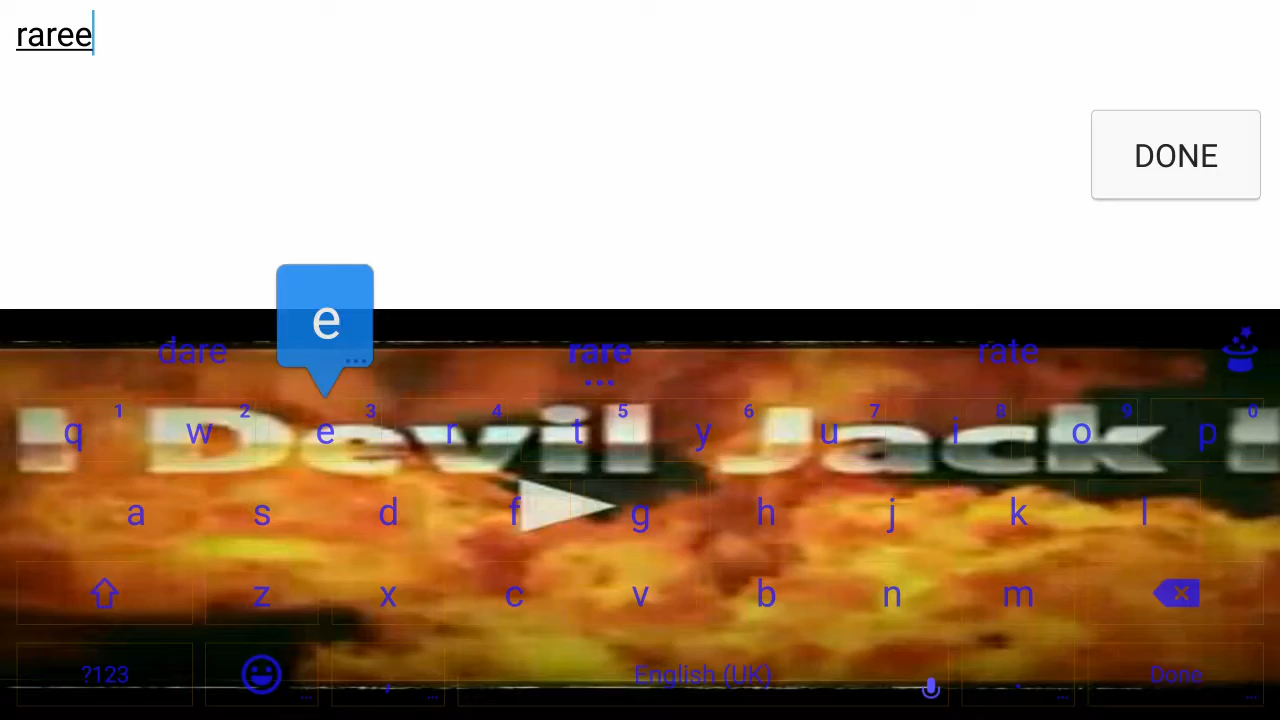 raree
DONE
e
dare rare rate
1 2 3 4 5 6 7 8 9 0
q w e r t y u i o p
Devil Jack
a s d f g h j k l
z x c v b n m
?123 , English (UK) . Done